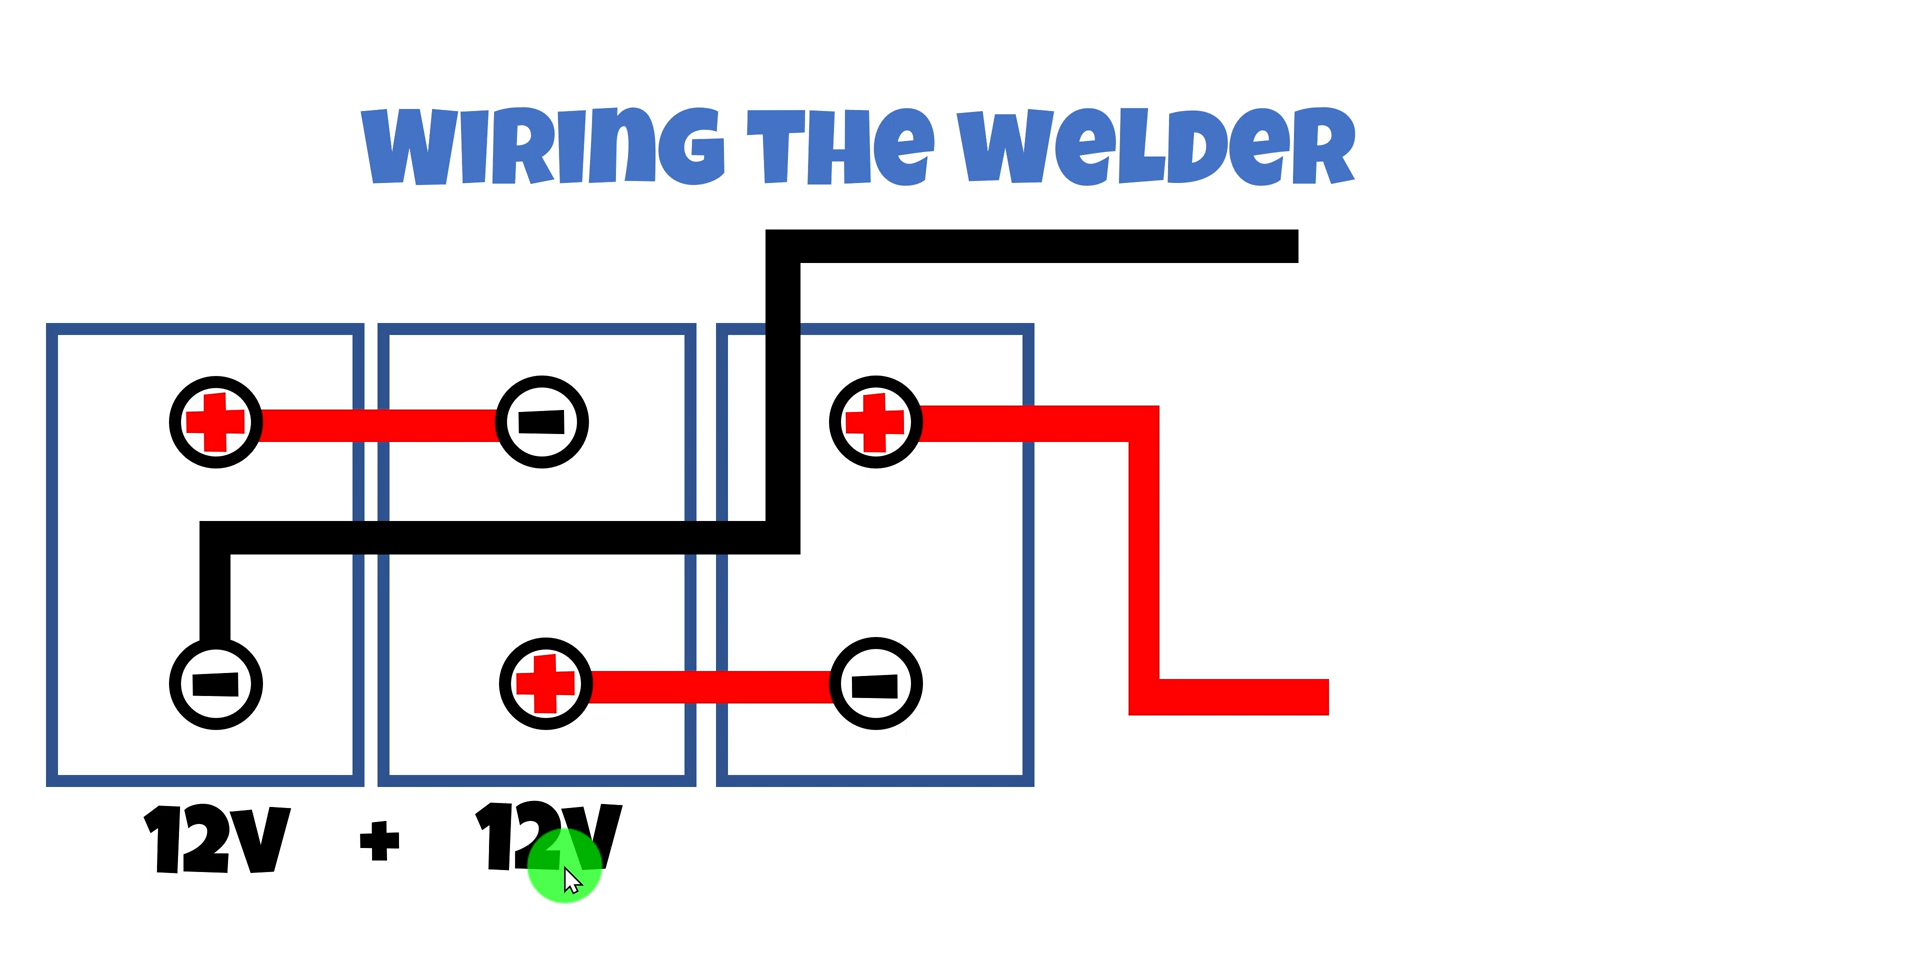 WIRING THE WELDER
+ - +
- + -
12V + 12V